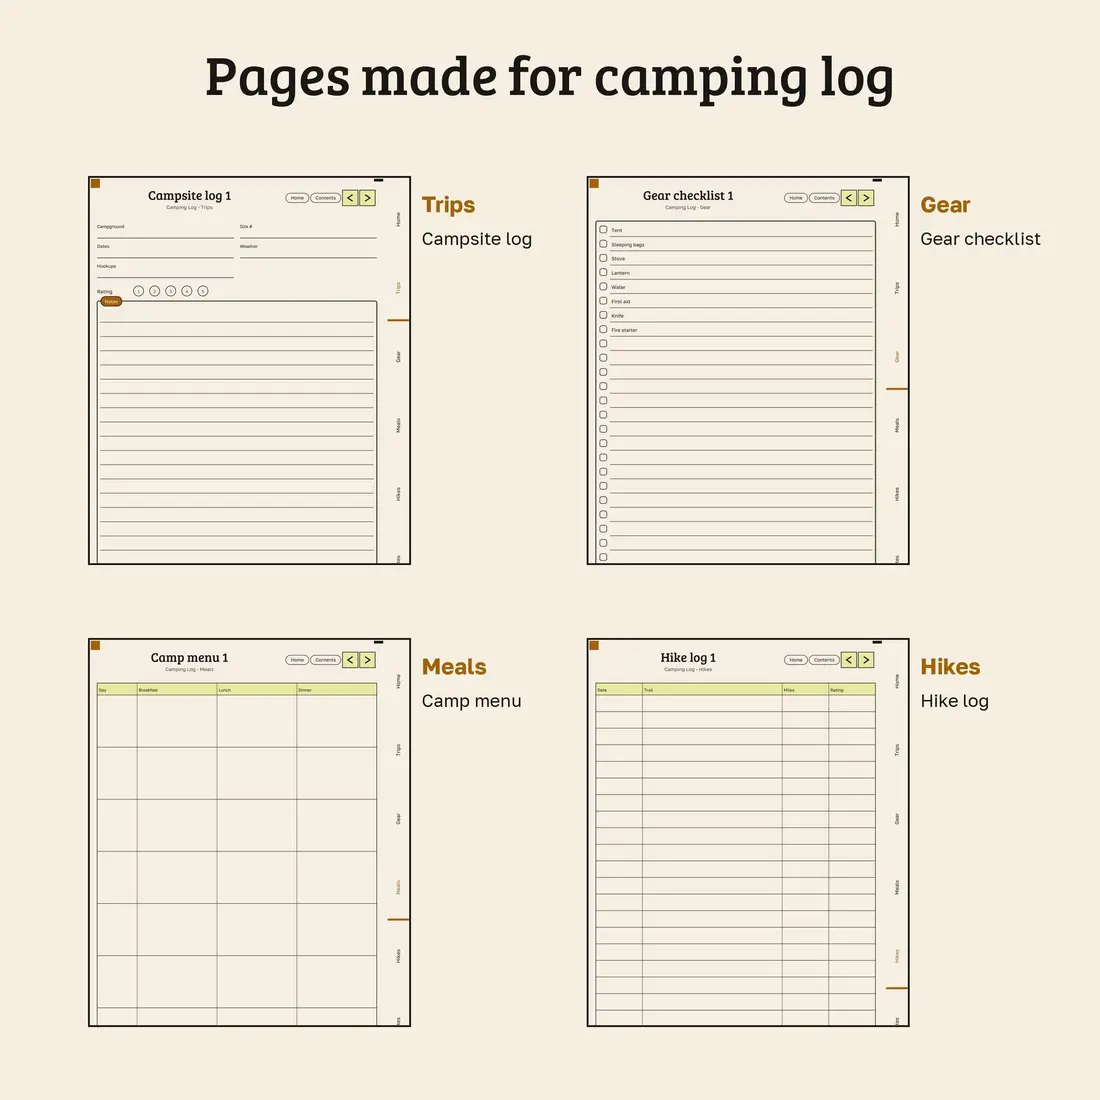 Pages made for camping log
Campsite log 1
Camping Log - Trips
Home
Contents
<
>
Campground
Site #
Dates
Weather
Hookups
Rating
1
2
3
4
5
Notes
Home
Trips
Gear
Meals
Hikes
Trips
Campsite log
Gear checklist 1
Camping Log - Gear
Home
Contents
<
>
Tent
Sleeping bags
Stove
Lantern
Water
First aid
Knife
Fire starter
Home
Trips
Gear
Meals
Hikes
Gear
Gear checklist
Camp menu 1
Camping Log - Meals
Home
Contents
<
>
Day
Breakfast
Lunch
Dinner
Home
Trips
Gear
Meals
Hikes
Meals
Camp menu
Hike log 1
Camping Log - Hikes
Home
Contents
<
>
Date
Trail
Miles
Rating
Home
Trips
Gear
Meals
Hikes
Hikes
Hike log